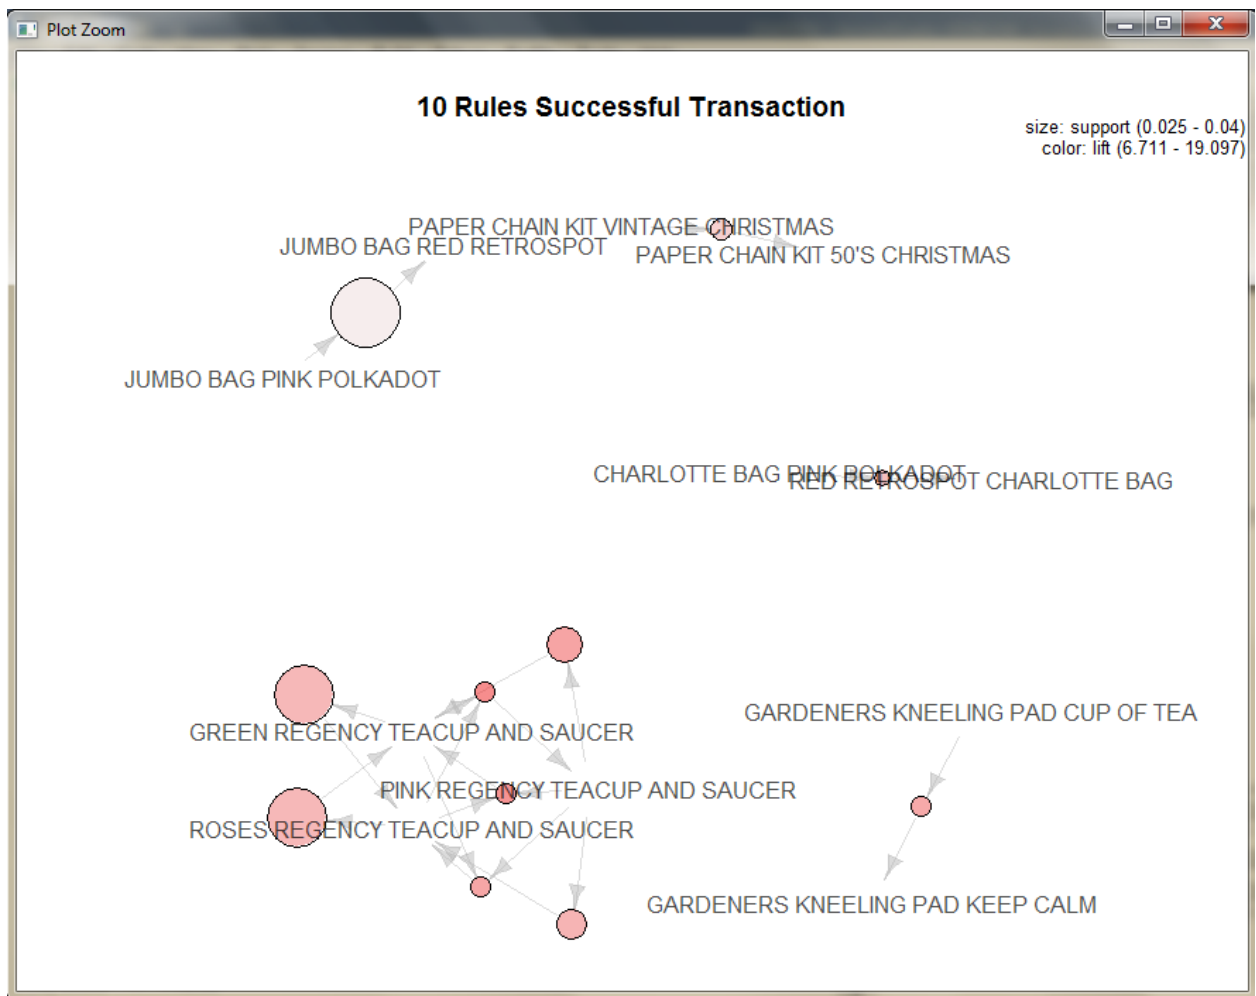 Plot Zoom
10 Rules Successful Transaction
size: support (0.025 - 0.04)
color: lift (6.711 - 19.097)
PAPER CHAIN KIT VINTAGE CHRISTMAS
JUMBO BAG RED RETROSPOT
PAPER CHAIN KIT 50'S CHRISTMAS
JUMBO BAG PINK POLKADOT
CHARLOTTE BAG PINK POLKADOT
RED RETROSPOT CHARLOTTE BAG
GARDENERS KNEELING PAD CUP OF TEA
GREEN REGENCY TEACUP AND SAUCER
PINK REGENCY TEACUP AND SAUCER
ROSES REGENCY TEACUP AND SAUCER
GARDENERS KNEELING PAD KEEP CALM